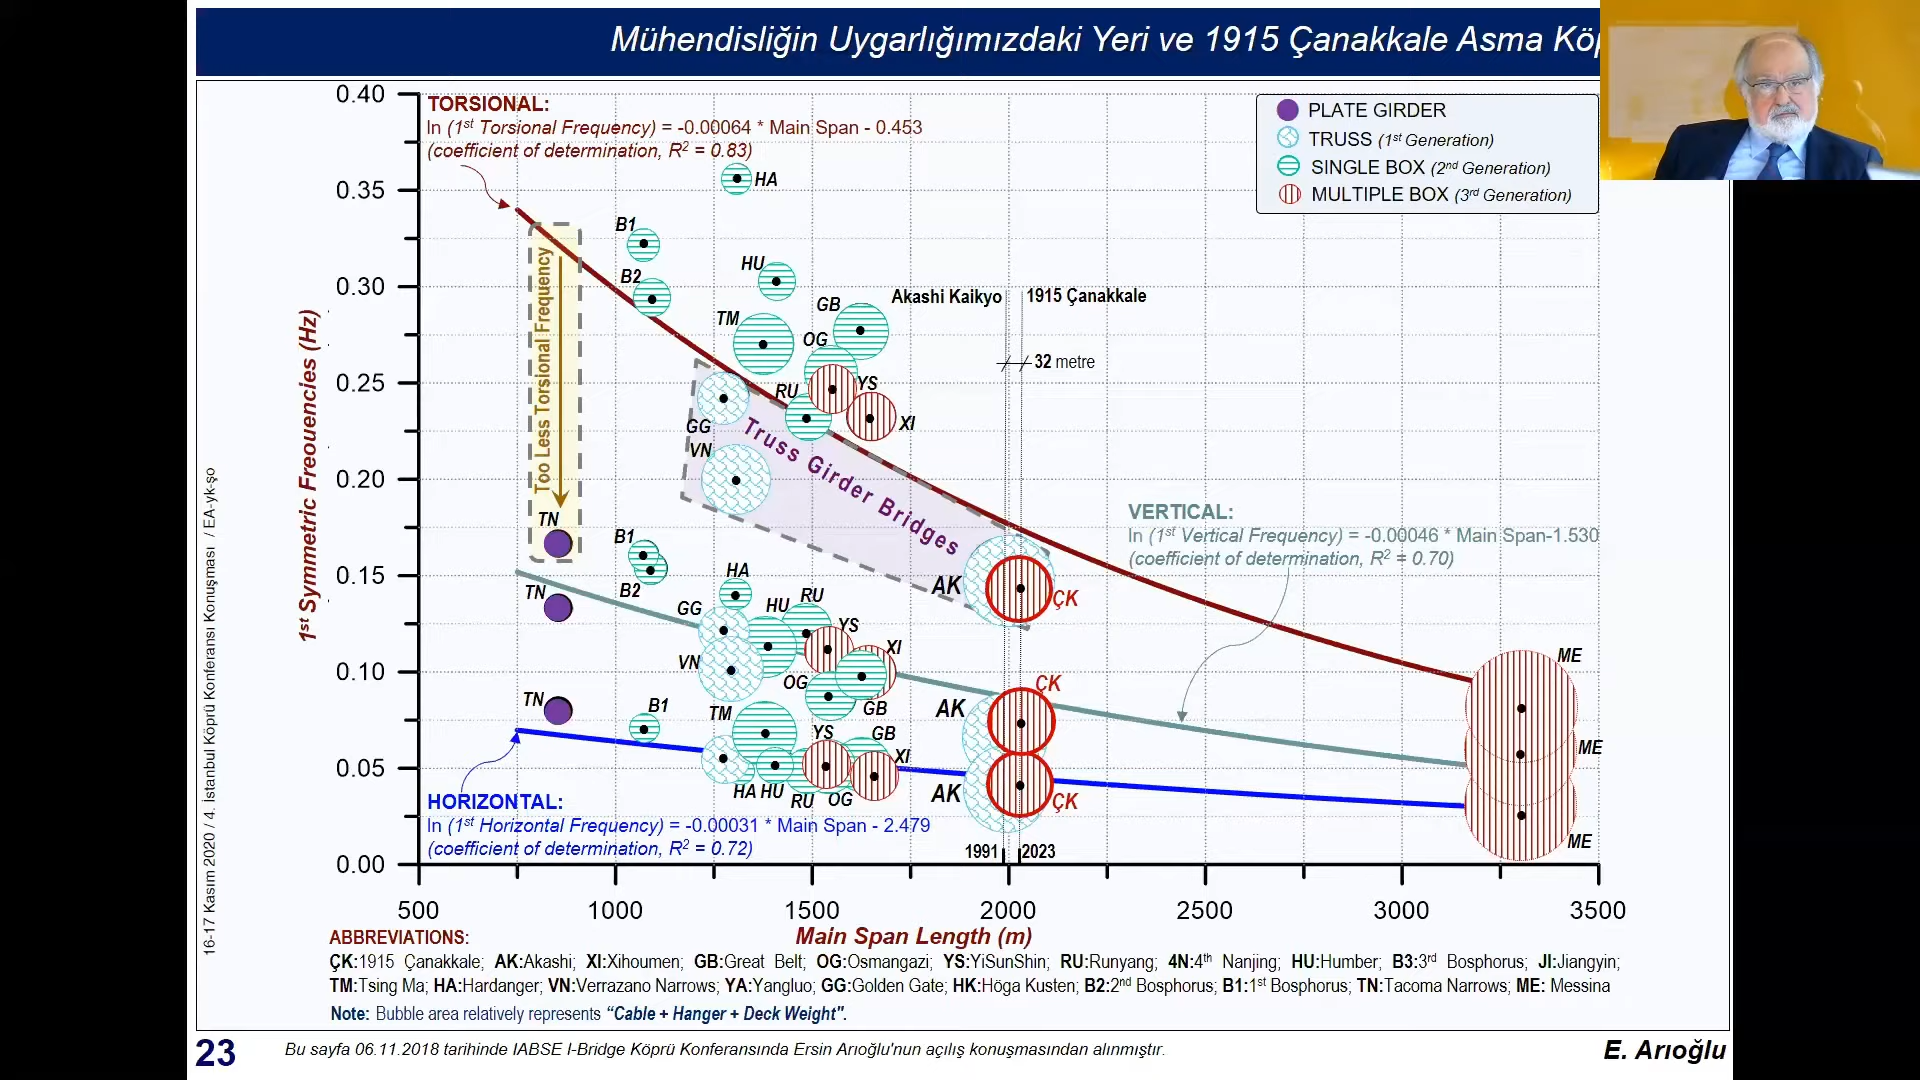 Mühendisliğin Uygarlığımızdaki Yeri ve 1915 Çanakkale Asma Köp
PLATE GIRDER
TRUSS (1st Generation)
SINGLE BOX (2nd Generation)
MULTIPLE BOX (3rd Generation)
TORSIONAL:
ln (1st Torsional Frequency) = -0.00064 * Main Span - 0.453
(coefficient of determination, R2 = 0.83)
0.40
0.35
0.30
0.25
0.20
0.15
0.10
0.05
0.00
1st Symmetric Freouencies (Hz)
Too Less Torsional Frequency
HA
B1
B2
HU
TM
GB
OG
RU
YS
XI
GG
VN
Truss Girder Bridges
Akashi Kaikyo
1915 Çanakkale
32 metre
TN
AK
ÇK
VERTICAL:
ln (1st Vertical Frequency) = -0.00046 * Main Span-1.530
(coefficient of determination, R2 = 0.70)
B1
B2
HA
TN
GG
HU
RU
YS
XI
VN
OG
GB
ÇK
AK
ME
ME
ME
TN
B1
TM
YS
GB
XI
HA
HU
RU
OG
AK
ÇK
HORIZONTAL:
ln (1st Horizontal Frequency) = -0.00031 * Main Span - 2.479
(coefficient of determination, R2 = 0.72)
1991
2023
500
1000
1500
2000
2500
3000
3500
Main Span Length (m)
16-17 Kasım 2020 / 4. İstanbul Köprü Konferansı Konuşması / EA-yk-şo
ABBREVIATIONS:
ÇK:1915 Çanakkale; AK:Akashi; XI:Xihoumen; GB:Great Belt; OG:Osmangazi; YS:YiSunShin; RU:Runyang; 4N:4th Nanjing; HU:Humber; B3:3rd Bosphorus; JI:Jiangyin;
TM:Tsing Ma; HA:Hardanger; VN:Verrazano Narrows; YA:Yangluo; GG:Golden Gate; HK:Höga Kusten; B2:2nd Bosphorus; B1:1st Bosphorus; TN:Tacoma Narrows; ME: Messina
Note: Bubble area relatively represents “Cable + Hanger + Deck Weight".
23
Bu sayfa 06.11.2018 tarihinde IABSE I-Bridge Köprü Konferansında Ersin Arıoğlu'nun açılış konuşmasından alınmıştır.
E. Arıoğlu